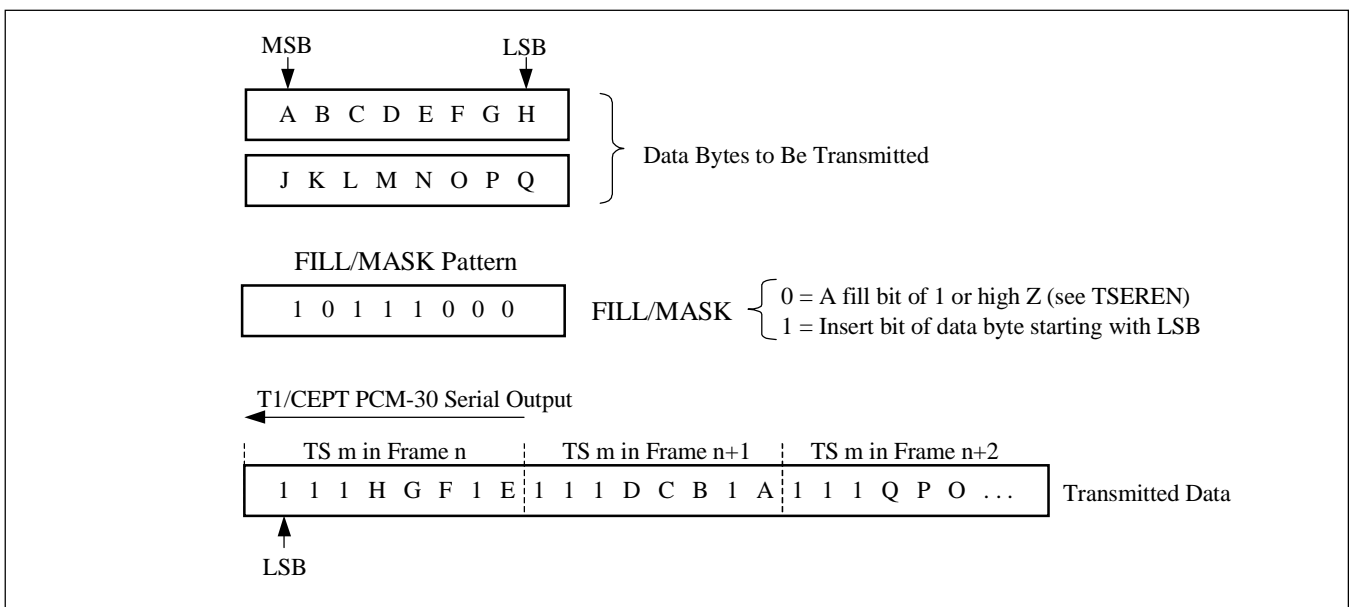 MSB LSB
A B C D E F G H
J K L M N O P Q
Data Bytes to Be Transmitted
FILL/MASK Pattern
1 0 1 1 1 0 0 0
FILL/MASK
0 = A fill bit of 1 or high Z (see TSEREN)
1 = Insert bit of data byte starting with LSB
T1/CEPT PCM-30 Serial Output
TS m in Frame n TS m in Frame n+1 TS m in Frame n+2
1 1 1 H G F 1 E 1 1 1 D C B 1 A 1 1 1 Q P O ... Transmitted Data
LSB